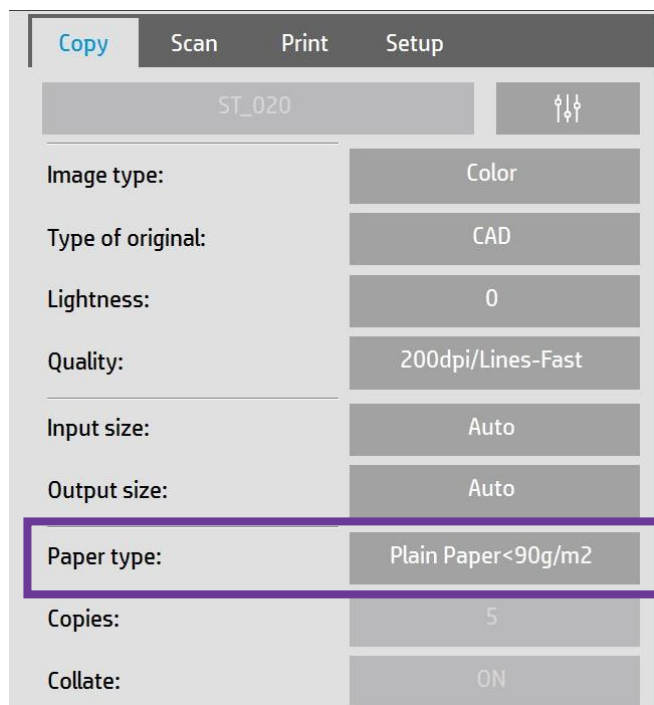 Copy Scan Print Setup
ST_020
Image type: Color
Type of original: CAD
Lightness: 0
Quality: 200dpi/Lines-Fast
Input size: Auto
Output size: Auto
Paper type: Plain Paper<90g/m2
Copies: 5
Collate: ON